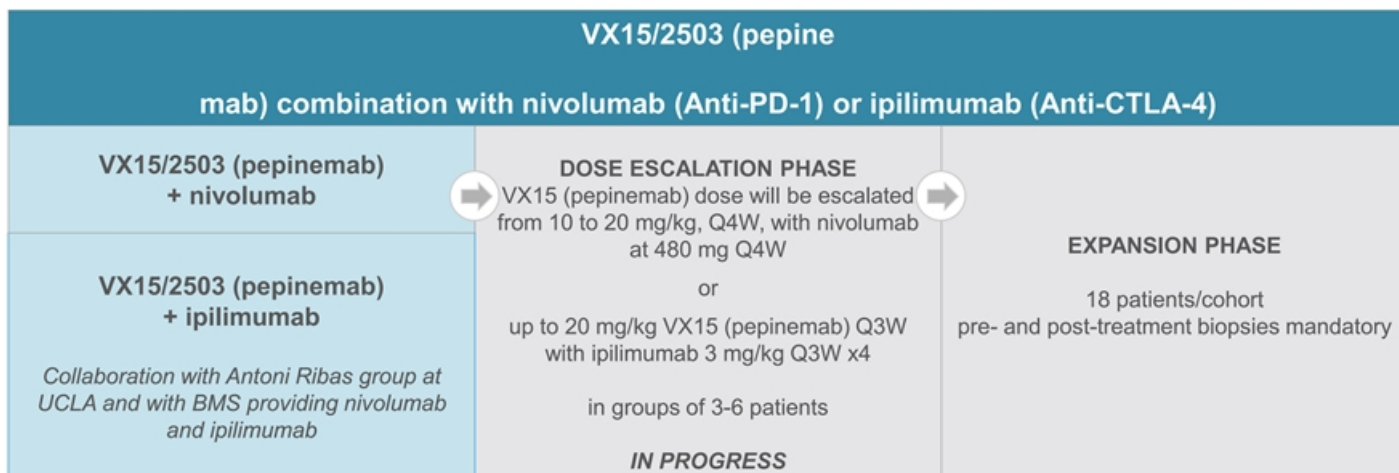 VX15/2503 (pepine
mab) combination with nivolumab (Anti-PD-1) or ipilimumab (Anti-CTLA-4)
VX15/2503 (pepinemab)
+ nivolumab
VX15/2503 (pepinemab)
+ ipilimumab
Collaboration with Antoni Ribas group at
UCLA and with BMS providing nivolumab
and ipilimumab
DOSE ESCALATION PHASE
VX15 (pepinemab) dose will be escalated
from 10 to 20 mg/kg, Q4W, with nivolumab
at 480 mg Q4W
or
up to 20 mg/kg VX15 (pepinemab) Q3W
with ipilimumab 3 mg/kg Q3W x4
in groups of 3-6 patients
IN PROGRESS
EXPANSION PHASE
18 patients/cohort
pre- and post-treatment biopsies mandatory